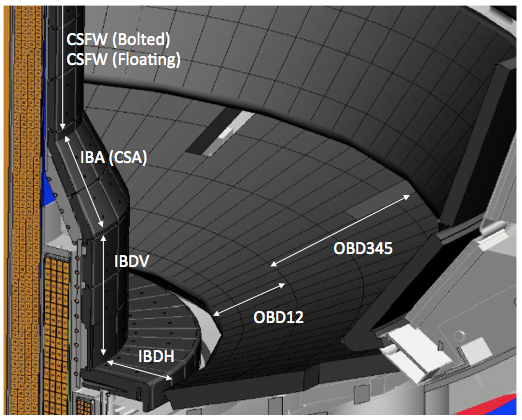 CSFW (Bolted)
CSFW (Floating)
IBA (CSA)
IBDV
OBD345
OBD12
IBDH